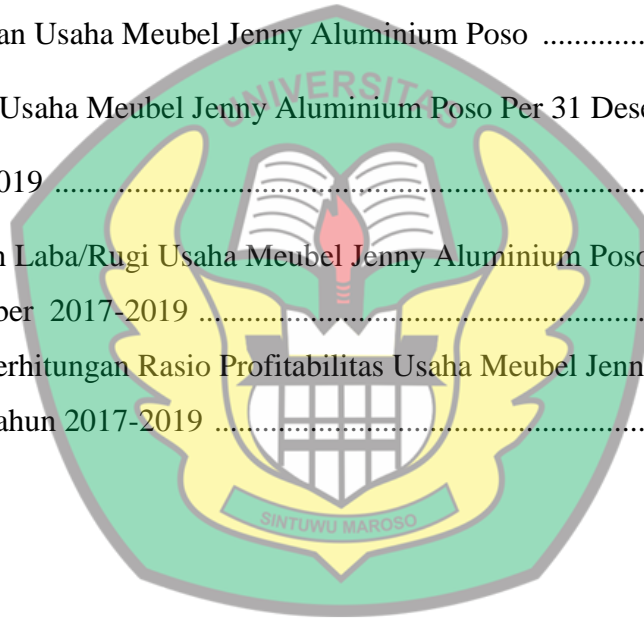 an Usaha Meubel Jenny Aluminium Poso ................
UNIVERSITAS
Usaha Meubel Jenny Aluminium Poso Per 31 Des
019 ................................................................................
n Laba/Rugi Usaha Meubel Jenny Aluminium Poso
ber 2017-2019 ............................................................
erhitungan Rasio Profitabilitas Usaha Meubel Jenn
ahun 2017-2019 ..........................................................
SINTUWU MAROSO